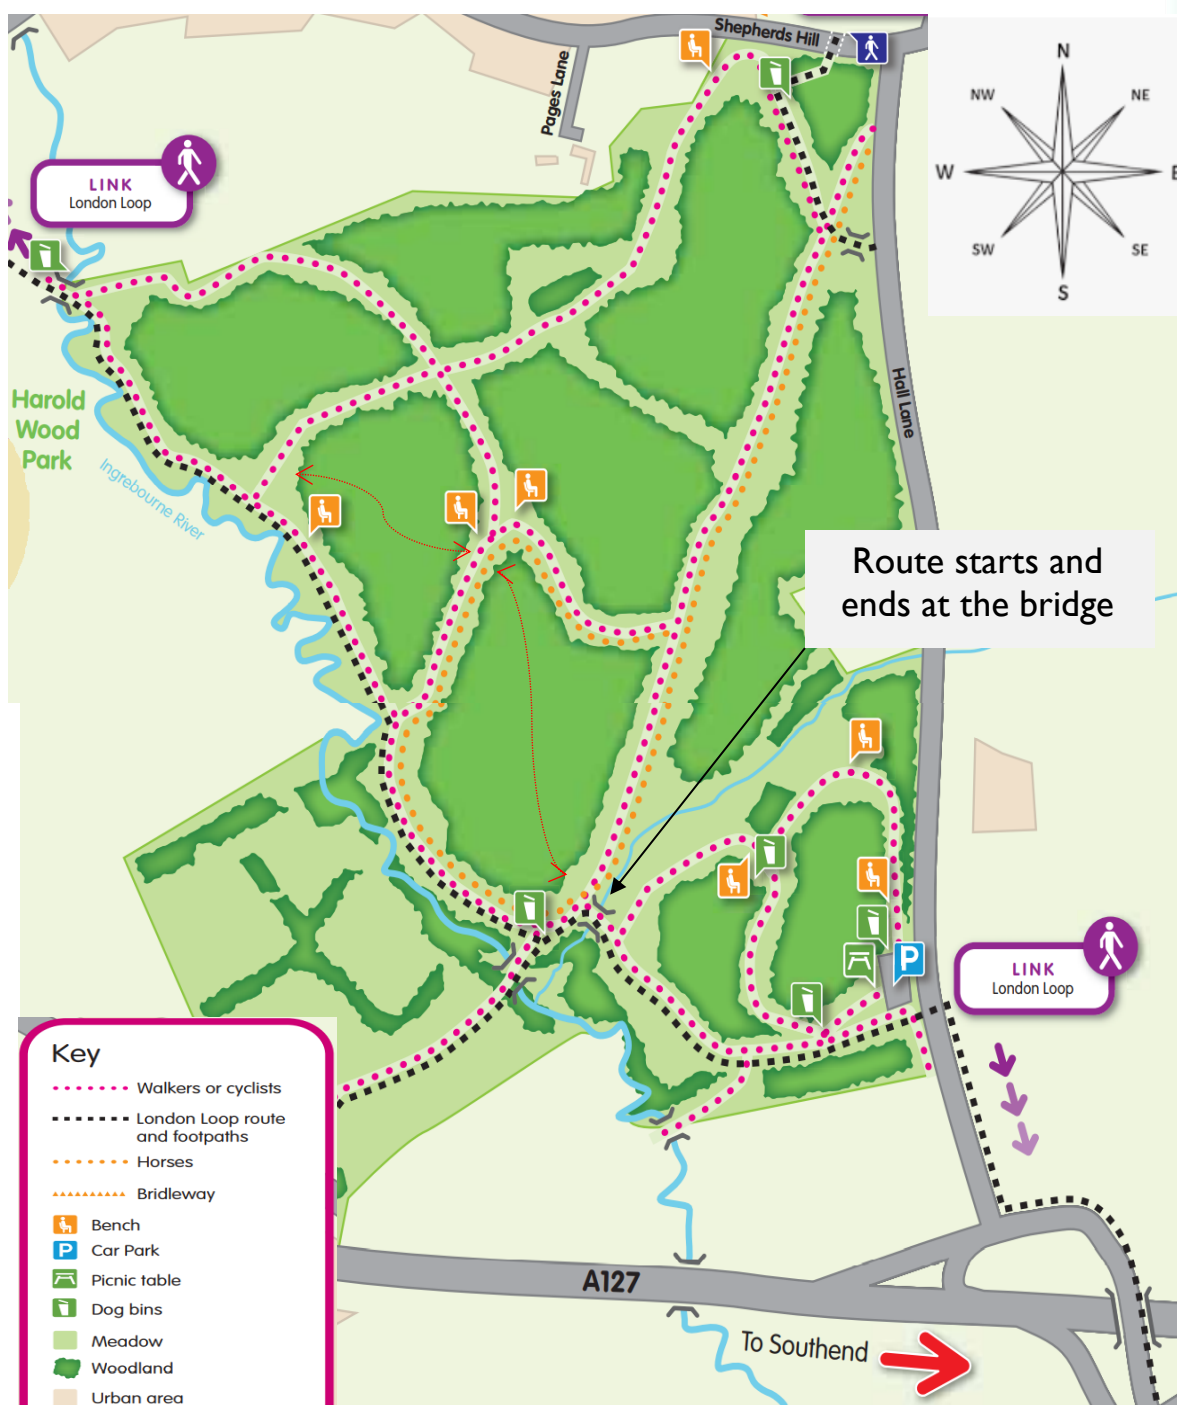 Shepherds Hill
Pages Lane
N
NW
NE
W
E
SW
SE
S
LINK
London Loop
Hall Lane
Harold
Wood
Park
Ingrebourne River
Route starts and
ends at the bridge
P
LINK
London Loop
Key
Walkers or cyclists
London Loop route
and footpaths
Horses
Bridleway
Bench
P Car Park
Picnic table
Dog bins
Meadow
Woodland
Urban area
A127
To Southend